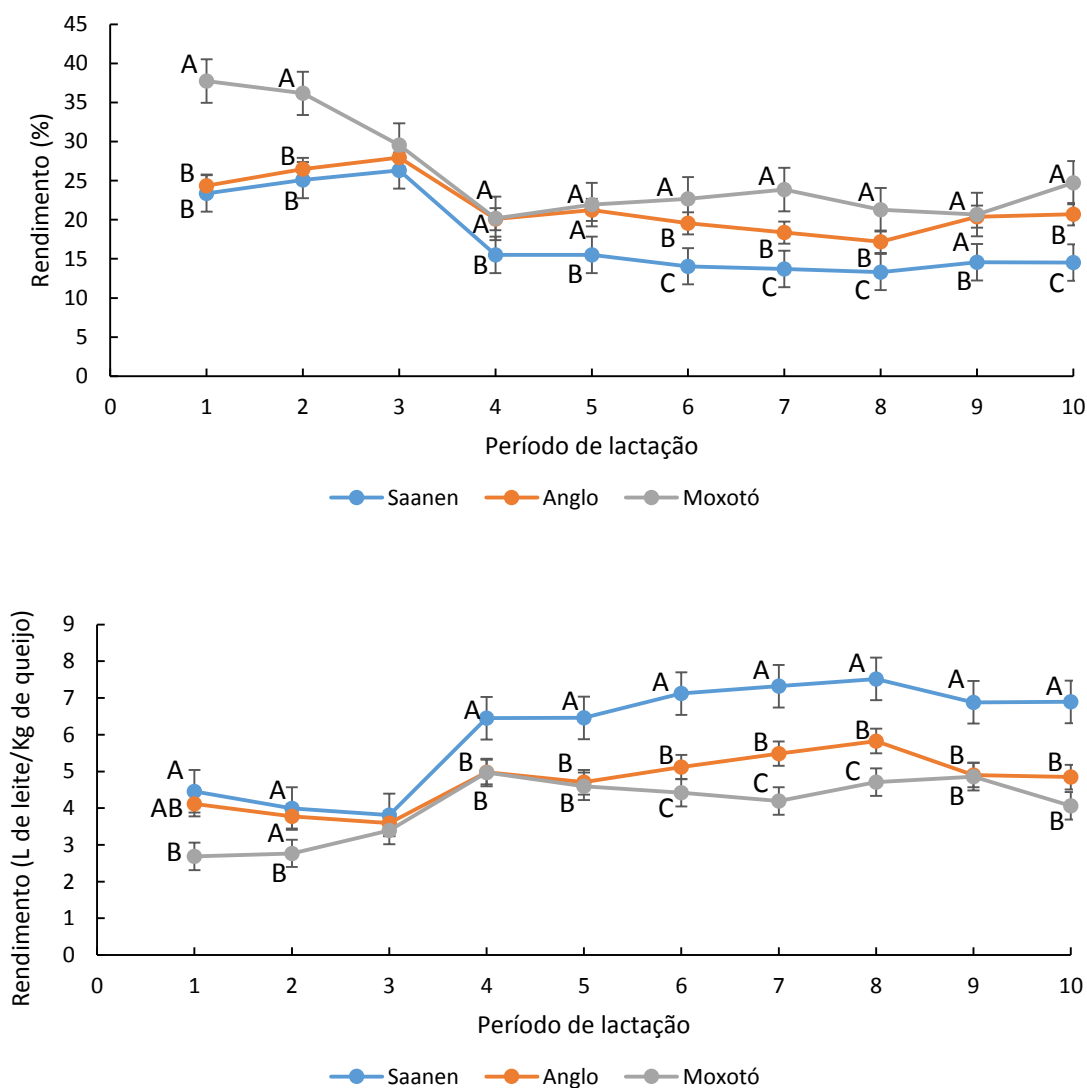 45
40
35
30
25
20
15
10
5
0
Rendimento (%)
A A A A A A A A A
B B A A B B B A B
B B B B C C C B C
0 1 2 3 4 5 6 7 8 9 10
Período de lactação
Saanen Anglo Moxotó
9
8
7
6
5
4
3
2
1
0
Rendimento (L de leite/Kg de queijo)
A A A A A A A A A
AB A B B B B B B B
B B B B C C C B B
0 1 2 3 4 5 6 7 8 9 10
Período de lactação
Saanen Anglo Moxotó